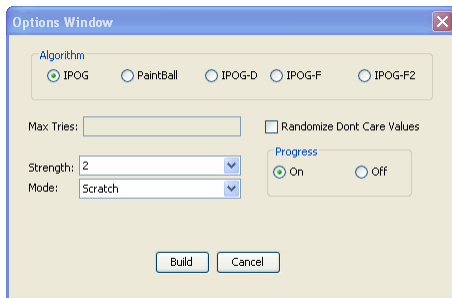 Options Window
Algorithm
IPOG PaintBall IPOG-D IPOG-F IPOG-F2
Max Tries: Randomize Dont Care Values
Progress
Strength: 2 On Off
Mode: Scratch
Build Cancel